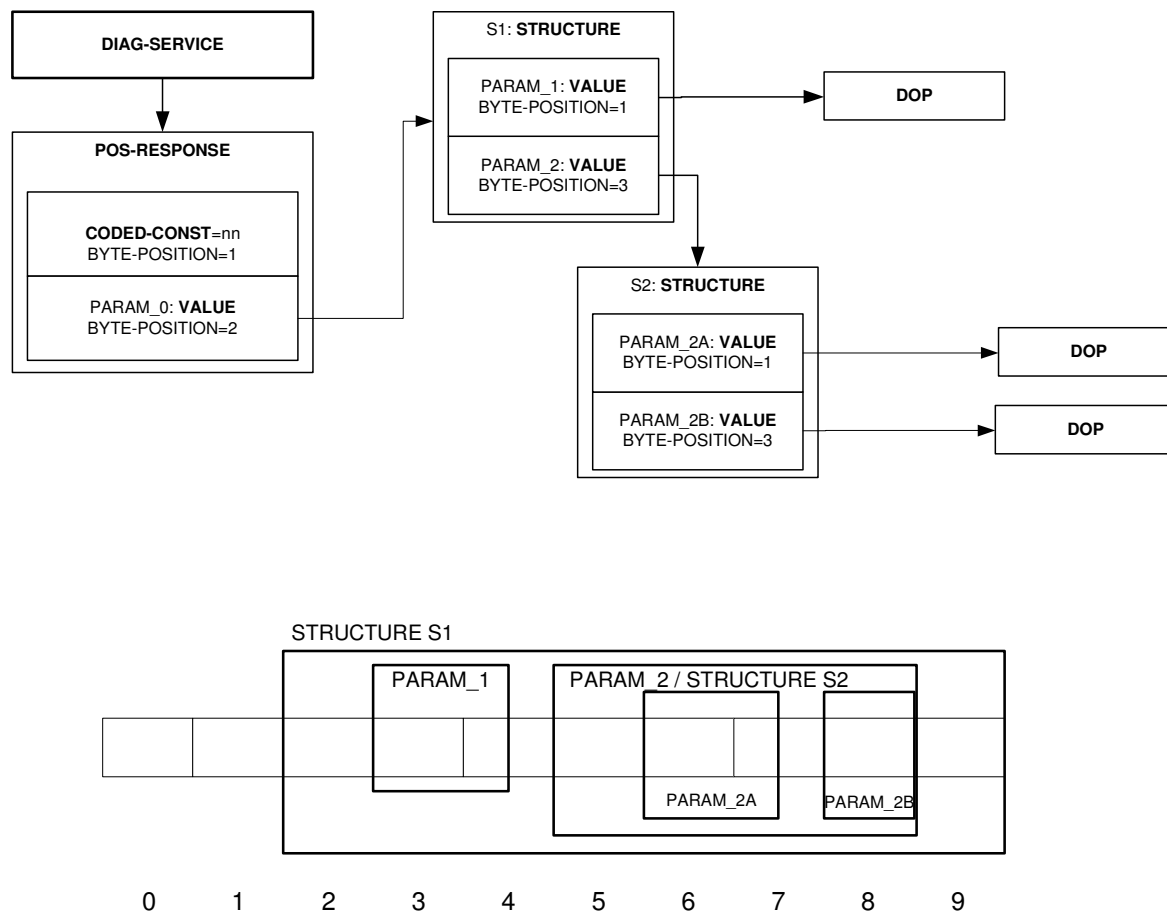 DIAG-SERVICE
POS-RESPONSE
CODED-CONST=nn
BYTE-POSITION=1
PARAM_0: VALUE
BYTE-POSITION=2
S1: STRUCTURE
PARAM_1: VALUE
BYTE-POSITION=1
PARAM_2: VALUE
BYTE-POSITION=3
DOP
S2: STRUCTURE
PARAM_2A: VALUE
BYTE-POSITION=1
PARAM_2B: VALUE
BYTE-POSITION=3
DOP
DOP
STRUCTURE S1
PARAM_1
PARAM_2 / STRUCTURE S2
PARAM_2A
PARAM_2B
0 1 2 3 4 5 6 7 8 9